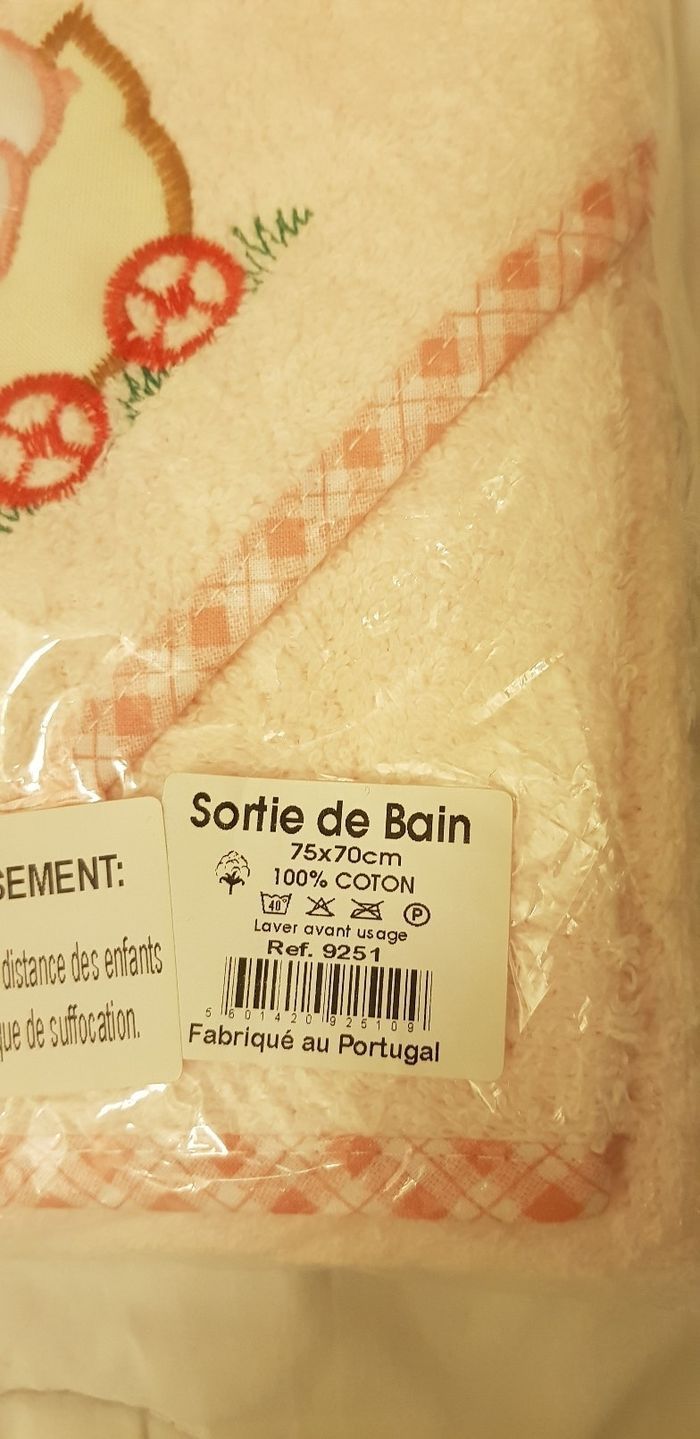 SEMENT:
distance des enfants
que de suffocation.
Sortie de Bain
75x70cm
100% COTON
40°
P
Laver avant usage
Ref. 9251
5 601420 925109
Fabriqué au Portugal